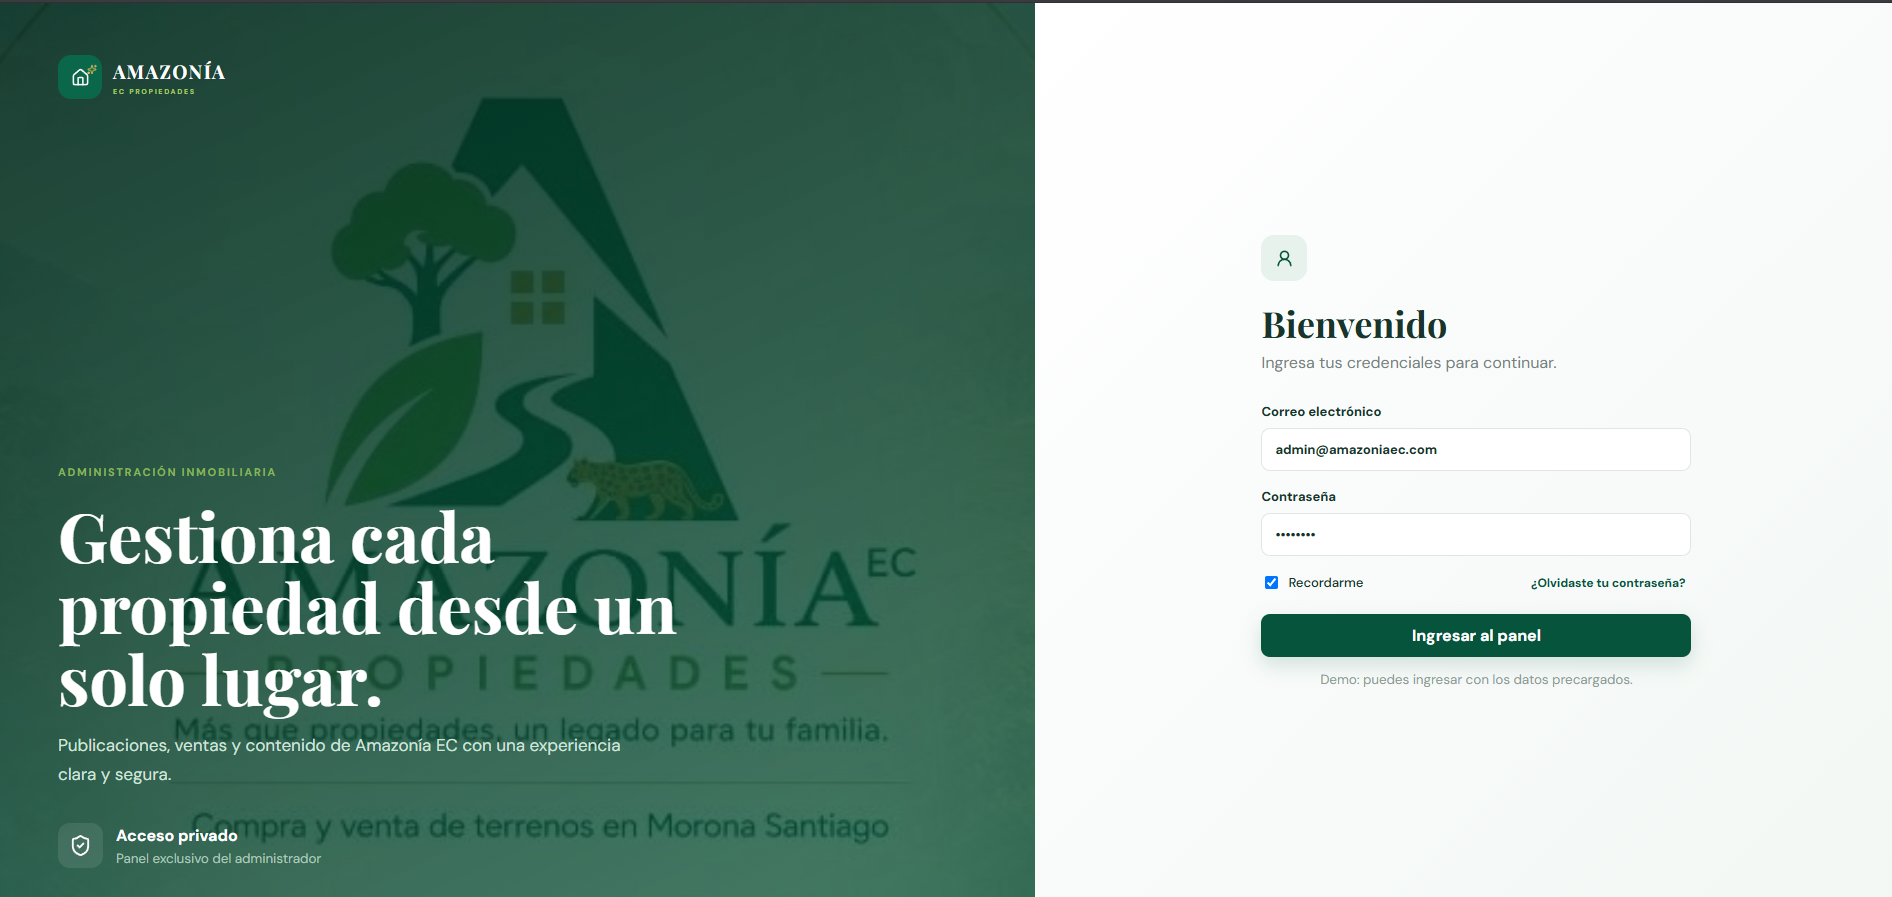 AMAZONÍA
EC PROPIEDADES
ADMINISTRACIÓN INMOBILIARIA
Gestiona cada
propiedad desde un
solo lugar.
Publicaciones, ventas y contenido de Amazonía EC con una experiencia
clara y segura.
Acceso privado
Panel exclusivo del administrador
AMAZONÍA EC
PROPIEDADES
Más que propiedades, un legado para tu familia.
Compra y venta de terrenos en Morona Santiago
Bienvenido
Ingresa tus credenciales para continuar.
Correo electrónico
admin@amazoniaec.com
Contraseña
••••••••
Recordarme
¿Olvidaste tu contraseña?
Ingresar al panel
Demo: puedes ingresar con los datos precargados.